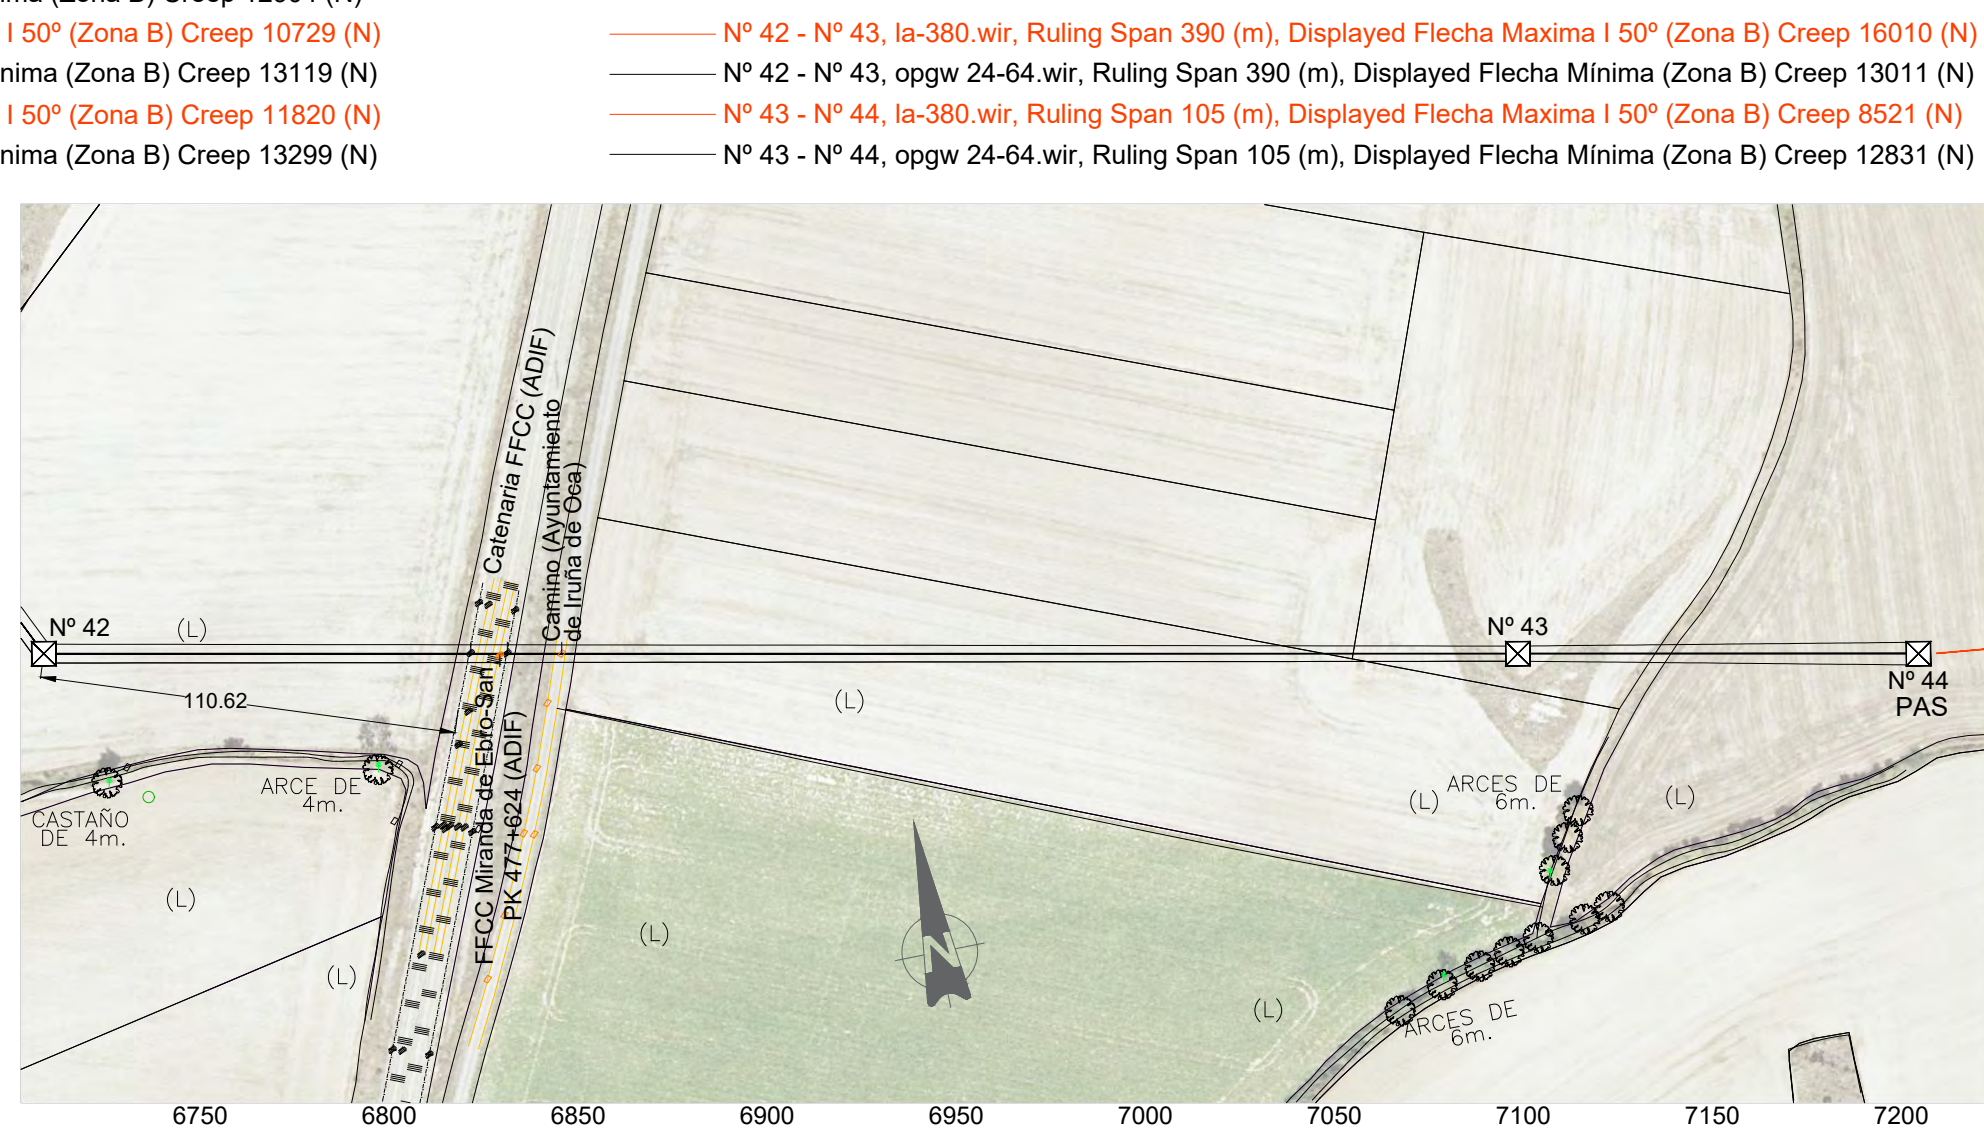 I 50º (Zona B) Creep 10729 (N)
nima (Zona B) Creep 13119 (N)
I 50º (Zona B) Creep 11820 (N)
nima (Zona B) Creep 13299 (N)
Nº 42 - Nº 43, la-380.wir, Ruling Span 390 (m), Displayed Flecha Maxima I 50º (Zona B) Creep 16010 (N)
Nº 42 - Nº 43, opgw 24-64.wir, Ruling Span 390 (m), Displayed Flecha Mínima (Zona B) Creep 13011 (N)
Nº 43 - Nº 44, la-380.wir, Ruling Span 105 (m), Displayed Flecha Maxima I 50º (Zona B) Creep 8521 (N)
Nº 43 - Nº 44, opgw 24-64.wir, Ruling Span 105 (m), Displayed Flecha Mínima (Zona B) Creep 12831 (N)
Catenaria FFCC (ADIF)
Camino (Ayuntamiento
de Iruña de Oca)
Nº 42
(L)
Nº 43
Nº 44
PAS
110.62
(L)
FFCC Miranda de Ebro-San
PK 477+624 (ADIF)
ARCE DE
4m.
CASTAÑO
DE 4m.
ARCES DE
6m.
(L)
(L)
(L)
(L)
(L)
(L)
N
ARCES DE
6m.
6750
6800
6850
6900
6950
7000
7050
7100
7150
7200